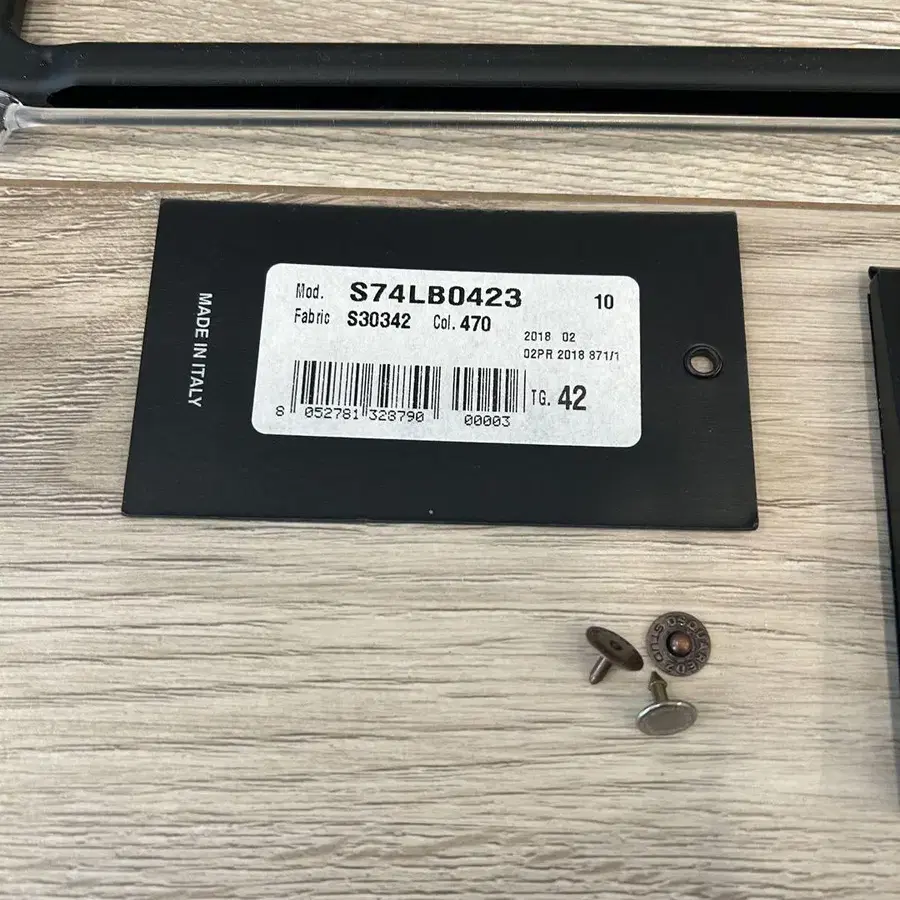 MADE IN ITALY
Mod. S74LB0423 10
Fabric S30342 Col. 470
2018 02
02PR 2018 871/1
TG. 42
8 052781 328790 00003
DSQUARED2